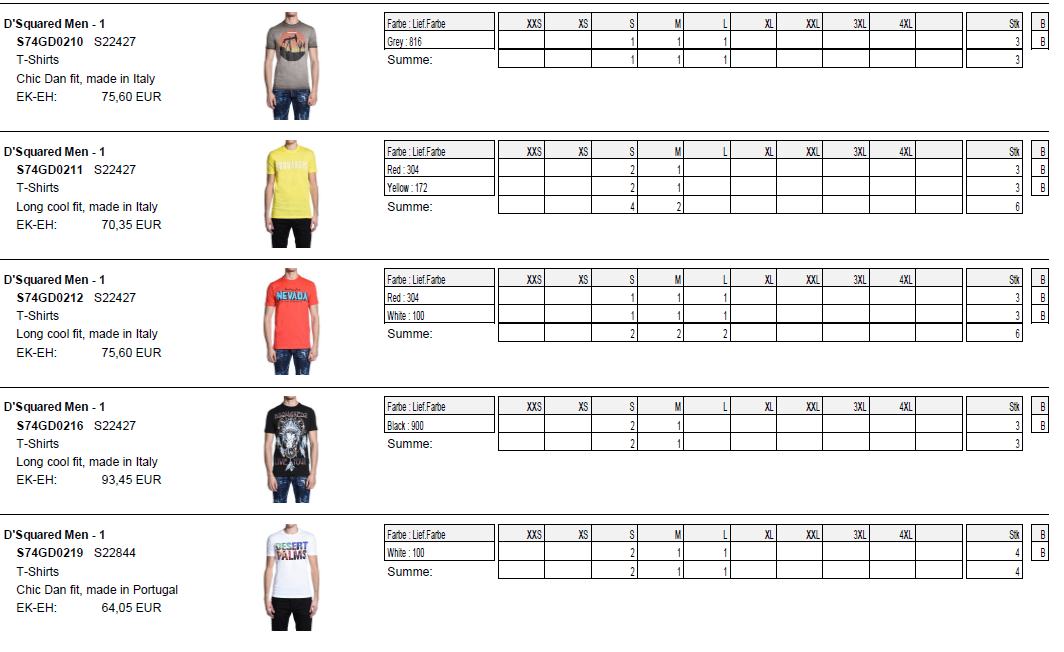 D'Squared Men - 1
Farbe : Lief.Farbe XXS XS S M L XL XXL 3XL 4XL Stk B
S74GD0210 S22427
Grey : 816 1 1 1 3 B
T-Shirts
Summe: 1 1 1 3
Chic Dan fit, made in Italy
EK-EH: 75,60 EUR
D'Squared Men - 1
Farbe : Lief.Farbe XXS XS S M L XL XXL 3XL 4XL Stk B
S74GD0211 S22427
Red : 304 2 1 3 B
T-Shirts
Yellow : 172 2 1 3 B
Long cool fit, made in Italy
Summe: 4 2 6
EK-EH: 70,35 EUR
D'Squared Men - 1
Farbe : Lief.Farbe XXS XS S M L XL XXL 3XL 4XL Stk B
S74GD0212 S22427
NEVADA
Red : 304 1 1 1 3 B
T-Shirts
White : 100 1 1 1 3 B
Long cool fit, made in Italy
Summe: 2 2 2 6
EK-EH: 75,60 EUR
D'Squared Men - 1
Farbe : Lief.Farbe XXS XS S M L XL XXL 3XL 4XL Stk B
S74GD0216 S22427
Black : 900 2 1 3 B
T-Shirts
Summe: 2 1 3
Long cool fit, made in Italy
EK-EH: 93,45 EUR
D'Squared Men - 1
Farbe : Lief.Farbe XXS XS S M L XL XXL 3XL 4XL Stk B
S74GD0219 S22844
DESERT
PALMS
White : 100 2 1 1 4 B
T-Shirts
Summe: 2 1 1 4
Chic Dan fit, made in Portugal
EK-EH: 64,05 EUR